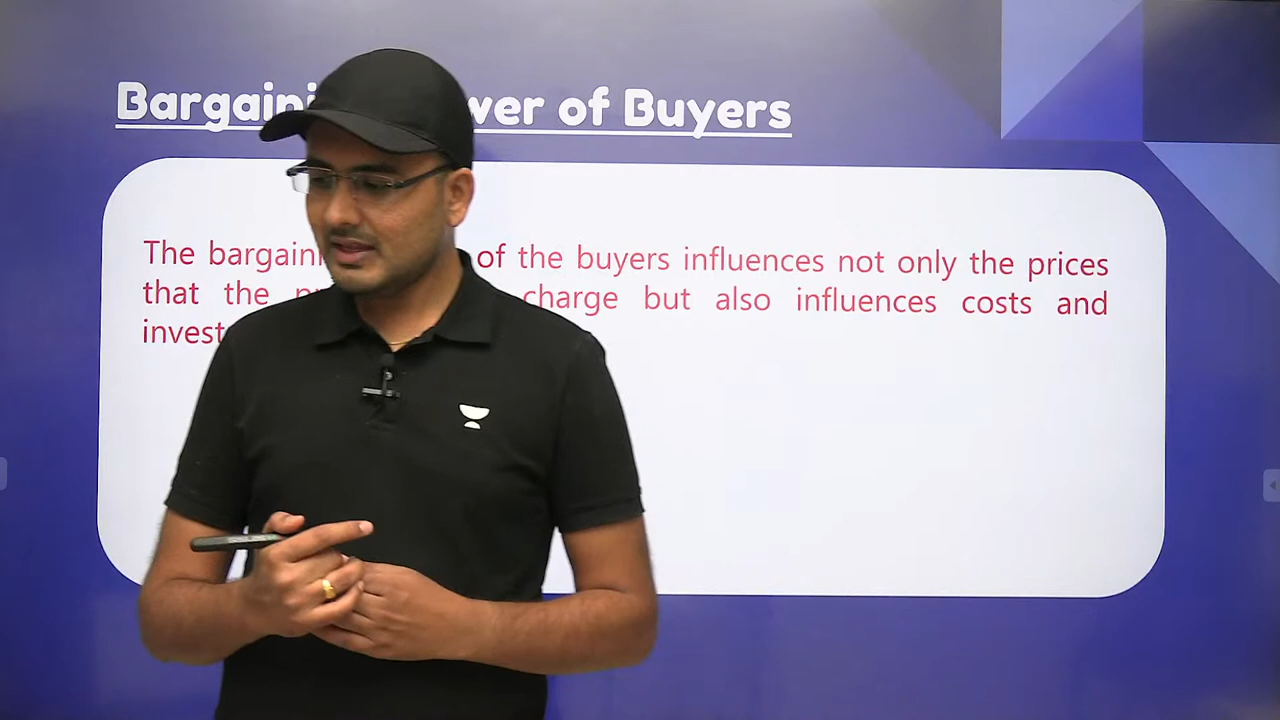 Bargaini wer of Buyers
The bargaini of the buyers influences not only the prices
that the charge but also influences costs and
invest